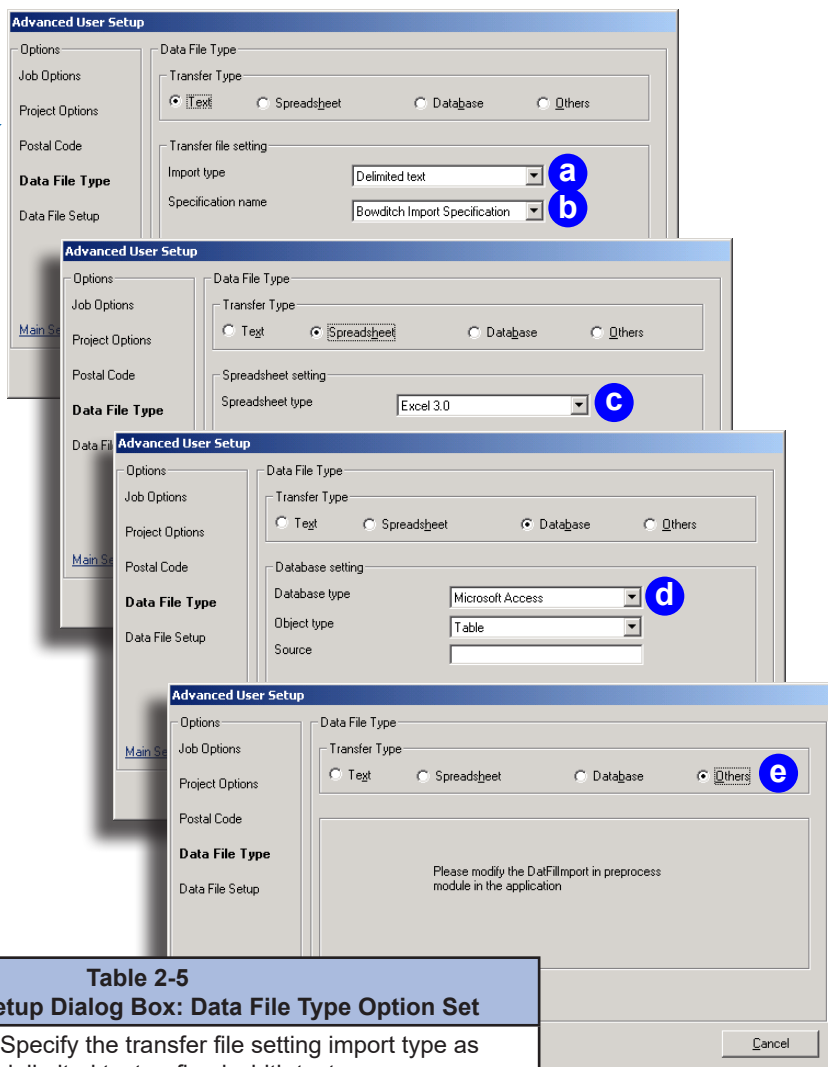 Advanced User Setup
Options
Job Options
Project Options
Postal Code
Data File Type
Data File Setup
Main
Data File Type
Transfer Type
Text Spreadsheet Database Others
Transfer file setting
Import type Delimited text a
Specification name Bowditch Import Specification b
Advanced User Setup
Options
Job Options
Project Options
Postal Code
Data File Type
Data
Main
Data File Type
Transfer Type
Text Spreadsheet Database Others
Spreadsheet setting
Spreadsheet type Excel 3.0 c
Advanced User Setup
Options
Job Options
Project Options
Postal Code
Data File Type
Data File Setup
Main
Data File Type
Transfer Type
Text Spreadsheet Database Others
Database setting
Database type Microsoft Access d
Object type Table
Source
Advanced User Setup
Options
Job Options
Project Options
Postal Code
Data File Type
Data File Setup
Data File Type
Transfer Type
Text Spreadsheet Database Others e
Please modify the DatFilImport in preprocess
module in the application
Cancel
Table 2-5
etup Dialog Box: Data File Type Option Set
Specify the transfer file setting import type as